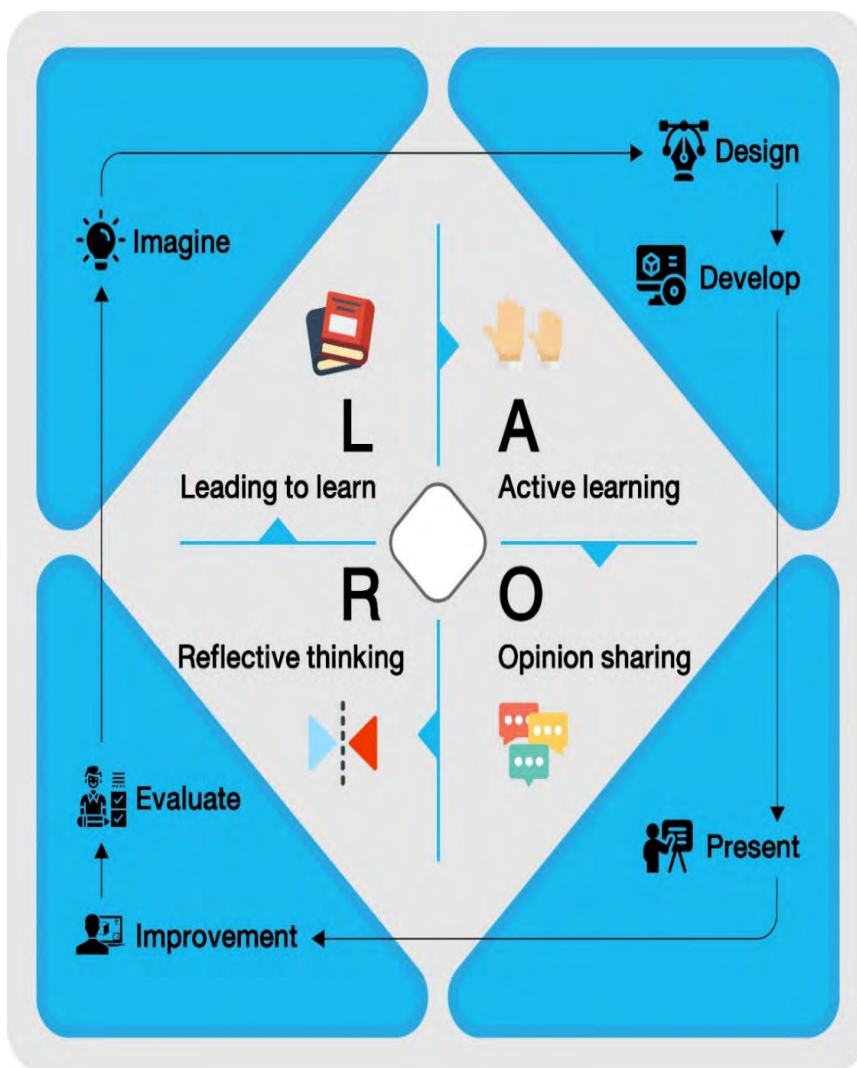 Design
Imagine
Develop
L
A
Leading to learn
Active learning
R
O
Reflective thinking
Opinion sharing
Evaluate
Present
Improvement